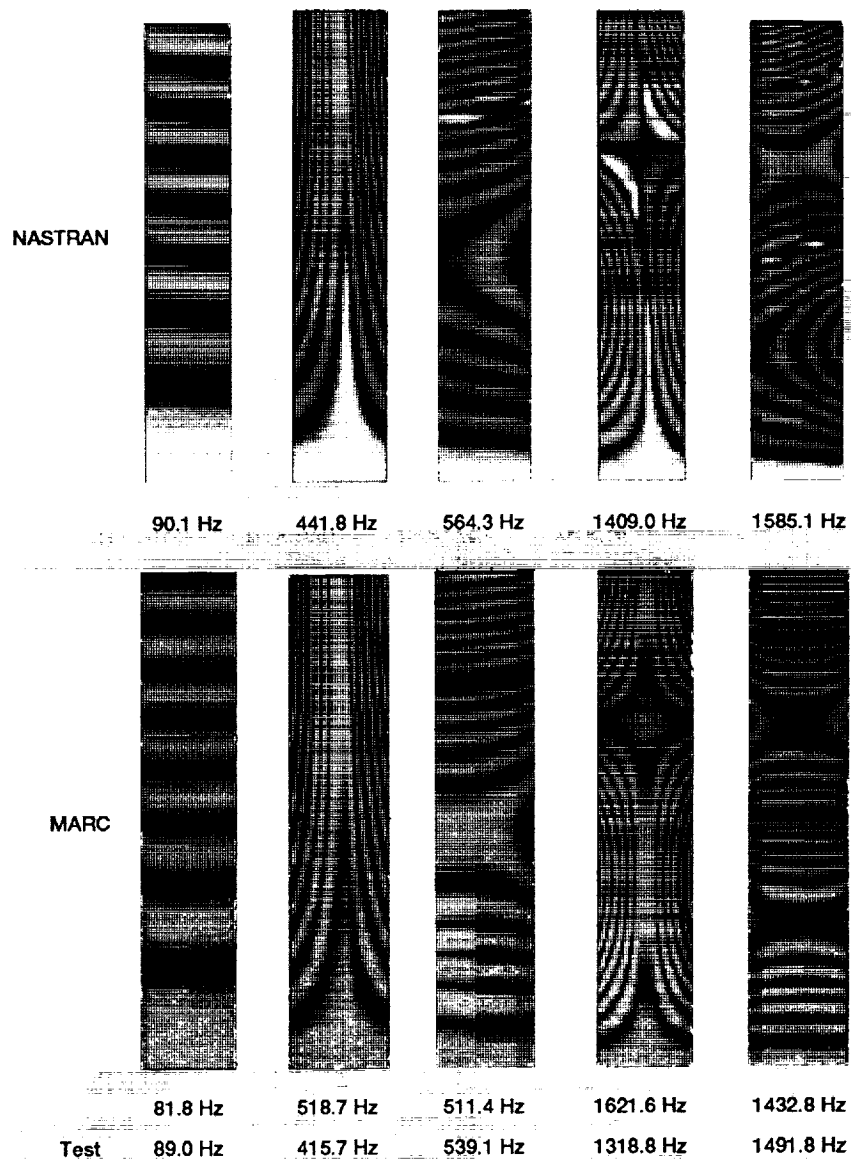 NASTRAN
90.1 Hz 441.8 Hz 564.3 Hz 1409.0 Hz 1585.1 Hz
MARC
81.8 Hz 518.7 Hz 511.4 Hz 1621.6 Hz 1432.8 Hz
Test 89.0 Hz 415.7 Hz 539.1 Hz 1318.8 Hz 1491.8 Hz